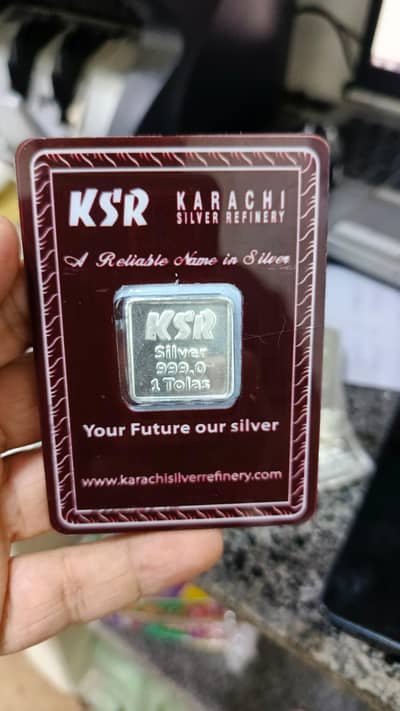 KSR KARACHI
SILVER REFINERY
A Reliable Name in Silver
KSR
Silver
999.0
1 Tolas
Your Future our silver
www.karachisilverrefinery.com